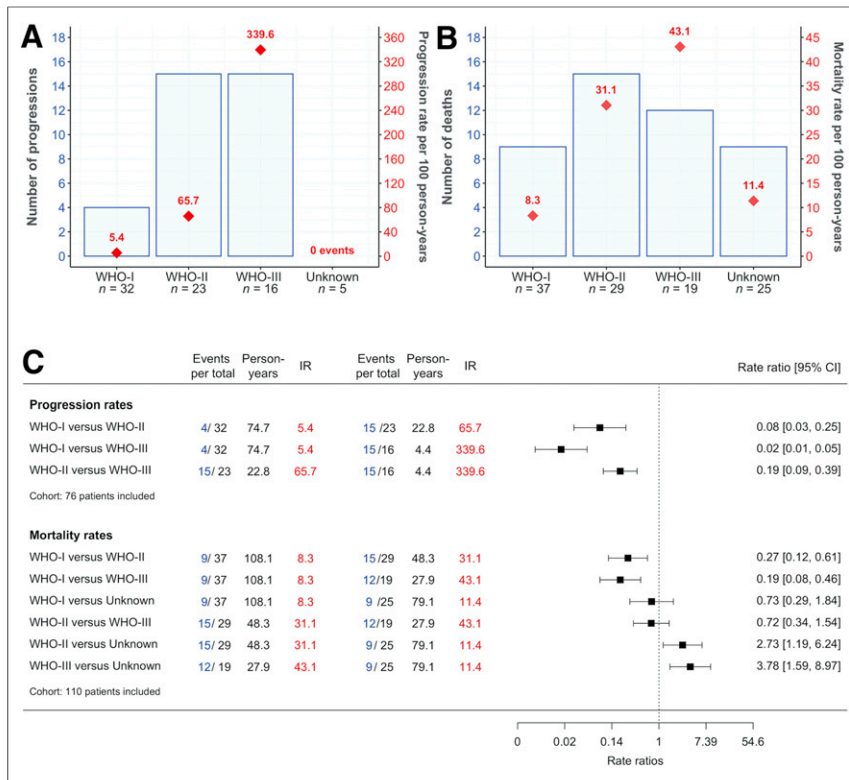 A
Number of progressions
18
16
14
12
10
8
6
4
2
0
5.4
65.7
339.6
0 events
360
320
280
240
200
160
120
80
40
0
Progression rate per 100 person-years
WHO-I WHO-II WHO-III Unknown
n = 32 n = 23 n = 16 n = 5
B
Number of deaths
18
16
14
12
10
8
6
4
2
0
8.3
31.1
43.1
11.4
45
40
35
30
25
20
15
10
5
0
Mortality rate per 100 person-years
WHO-I WHO-II WHO-III Unknown
n = 37 n = 29 n = 19 n = 25
C
Events per total Person-years IR Events per total Person-years IR Rate ratio [95% CI]
Progression rates
WHO-I versus WHO-II 4/ 32 74.7 5.4 15 /23 22.8 65.7 0.08 [0.03, 0.25]
WHO-I versus WHO-III 4/ 32 74.7 5.4 15/16 4.4 339.6 0.02 [0.01, 0.05]
WHO-II versus WHO-III 15/ 23 22.8 65.7 15/16 4.4 339.6 0.19 [0.09, 0.39]
Cohort: 76 patients included
Mortality rates
WHO-I versus WHO-II 9/ 37 108.1 8.3 15/29 48.3 31.1 0.27 [0.12, 0.61]
WHO-I versus WHO-III 9/ 37 108.1 8.3 12/19 27.9 43.1 0.19 [0.08, 0.46]
WHO-I versus Unknown 9/ 37 108.1 8.3 9 /25 79.1 11.4 0.73 [0.29, 1.84]
WHO-II versus WHO-III 15/ 29 48.3 31.1 12/19 27.9 43.1 0.72 [0.34, 1.54]
WHO-II versus Unknown 15/ 29 48.3 31.1 9/ 25 79.1 11.4 2.73 [1.19, 6.24]
WHO-III versus Unknown 12/ 19 27.9 43.1 9/ 25 79.1 11.4 3.78 [1.59, 8.97]
Cohort: 110 patients included
0 0.02 0.14 1 7.39 54.6
Rate ratios